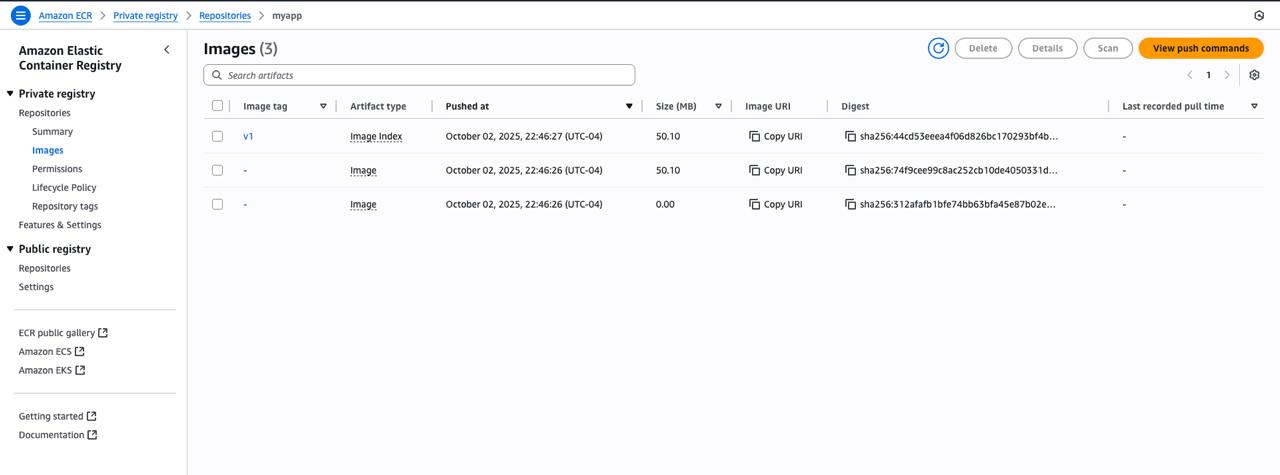 Amazon ECR > Private registry > Repositories > myapp
Amazon Elastic
Container Registry
Private registry
Repositories
Summary
Images
Permissions
Lifecycle Policy
Repository tags
Features & Settings
Public registry
Repositories
Settings
ECR public gallery
Amazon ECS
Amazon EKS
Getting started
Documentation
Images (3)
Delete
Details
Scan
View push commands
Search artifacts
1
Image tag Artifact type Pushed at Size (MB) Image URI Digest Last recorded pull time
v1 Image Index October 02, 2025, 22:46:27 (UTC-04) 50.10 Copy URI sha256:44cd53eeea4f06d826bc170293bf4b... -
- Image October 02, 2025, 22:46:26 (UTC-04) 50.10 Copy URI sha256:74f9cee99c8ac252cb10de4050331d... -
- Image October 02, 2025, 22:46:26 (UTC-04) 0.00 Copy URI sha256:312afafb1bfe74bb63bfa45e87b02e... -